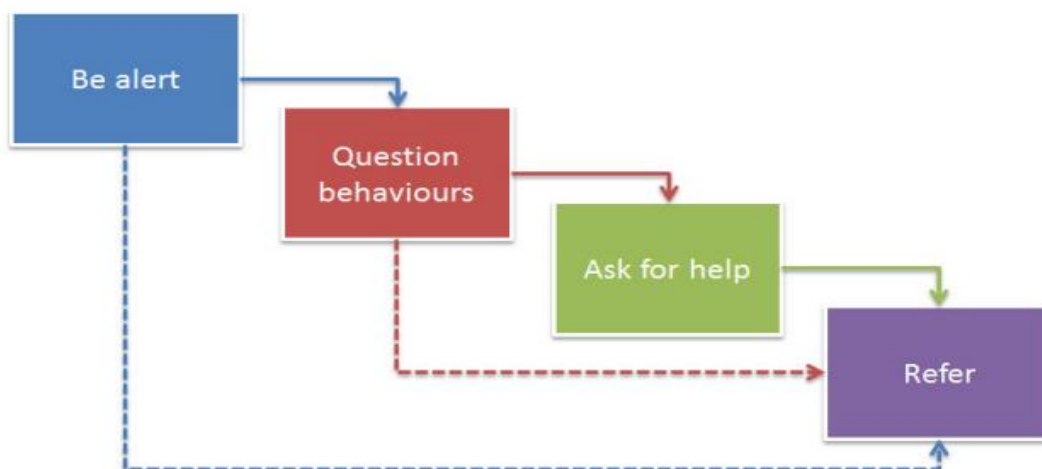 Be alert
Question
behaviours
Ask for help
Refer